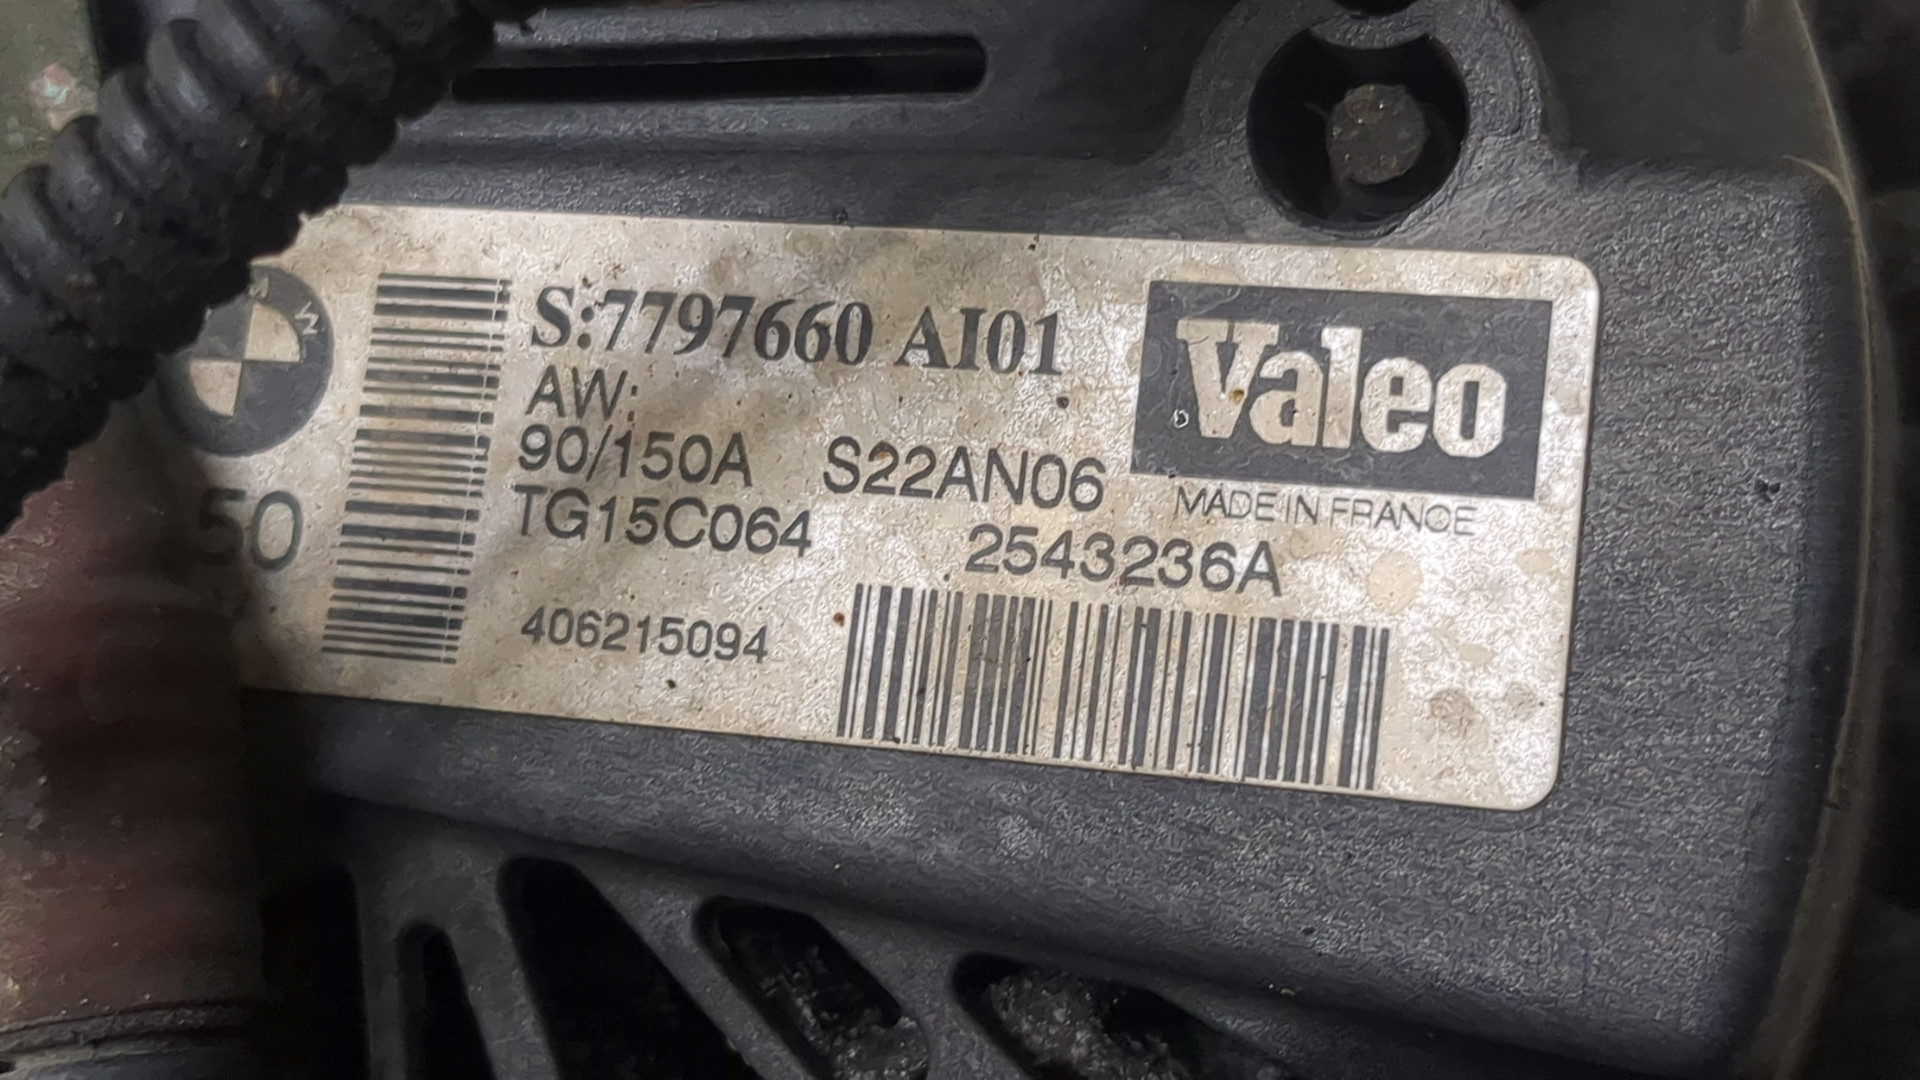 S:7797660 AI01
AW:
90/150A S22AN06
TG15C064 2543236A
406215094
Valeo
MADE IN FRANCE
50